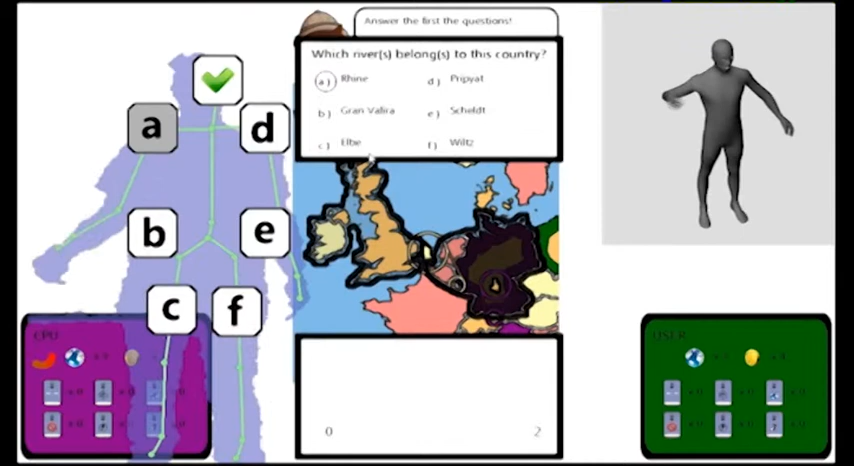 Answer the first the questions!
Which river(s) belong(s) to this country?
a) Rhine
d) Pripyat
b) Gran Valira
e) Scheldt
c) Elbe
f) Wiltz
a
d
b
e
c
f
CPU
USER
0
2